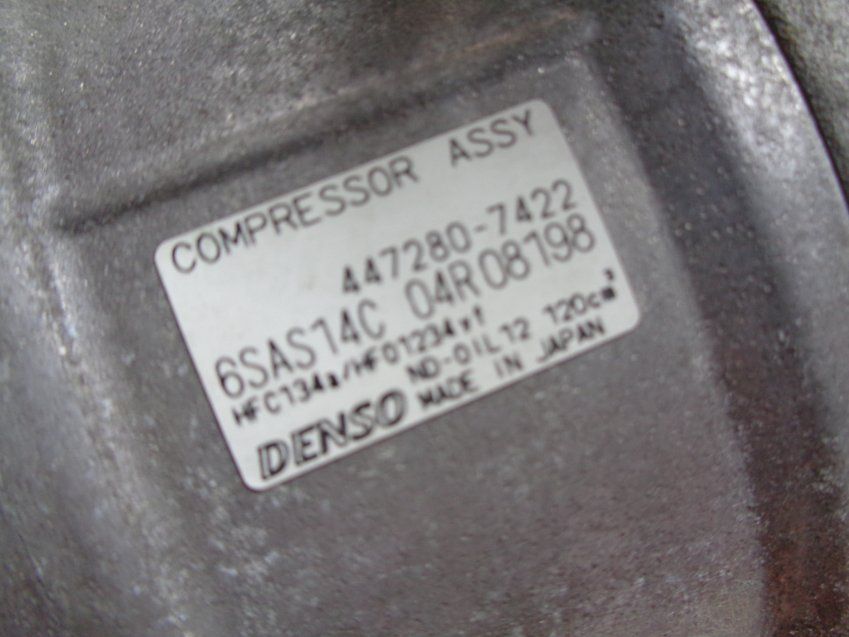 COMPRESSOR ASSY
447280-7422
6SAS14C 04R08198
HFC134a/HFO1234yf
ND-OIL12 120cm³
DENSO MADE IN JAPAN